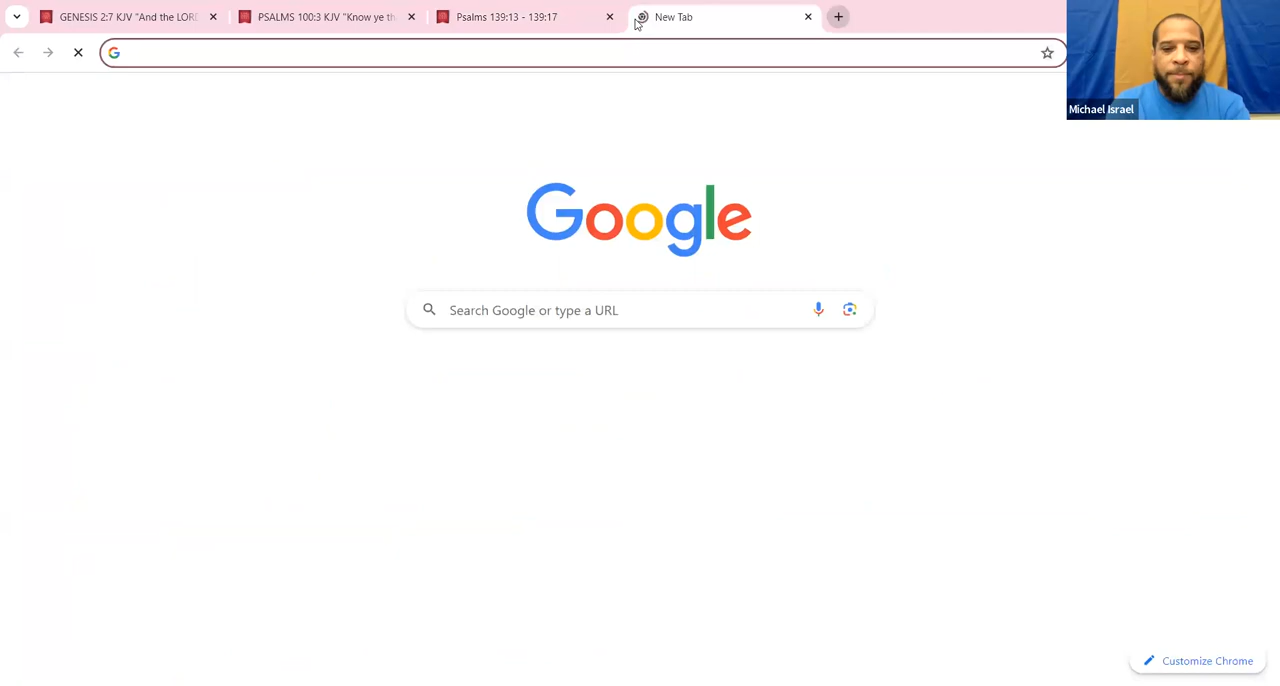 GENESIS 2:7 KJV "And the LORD
PSALMS 100:3 KJV "Know ye th
Psalms 139:13 - 139:17
New Tab
Michael Israel
Google
Search Google or type a URL
Customize Chrome